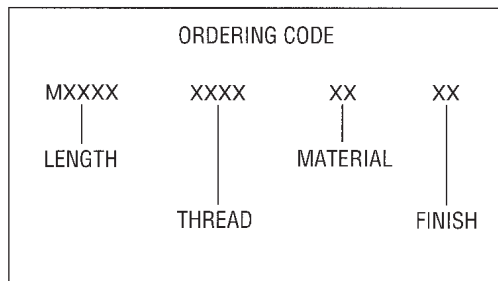 ORDERING CODE
MXXXX XXXX XX XX
LENGTH MATERIAL
THREAD FINISH